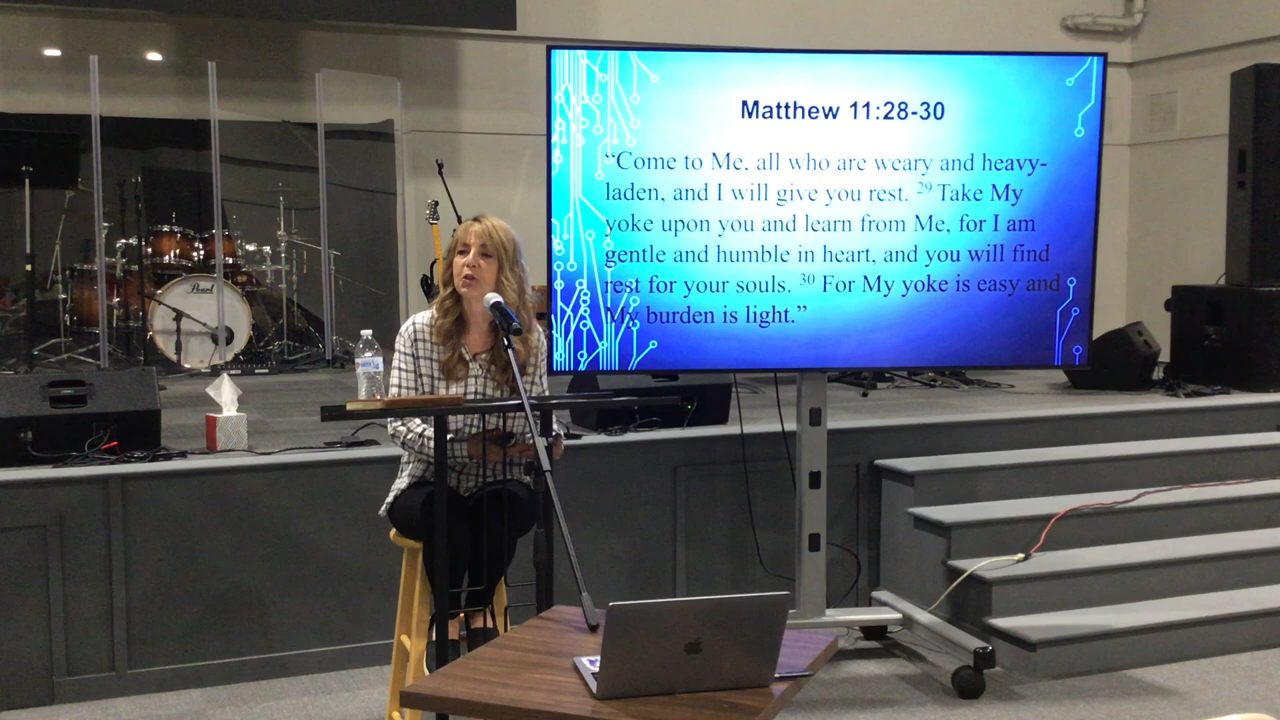 Matthew 11:28-30
“Come to Me, all who are weary and heavy-
laden, and I will give you rest. 29 Take My
yoke upon you and learn from Me, for I am
gentle and humble in heart, and you will find
rest for your souls. 30 For My yoke is easy and
My burden is light.”
Pearl